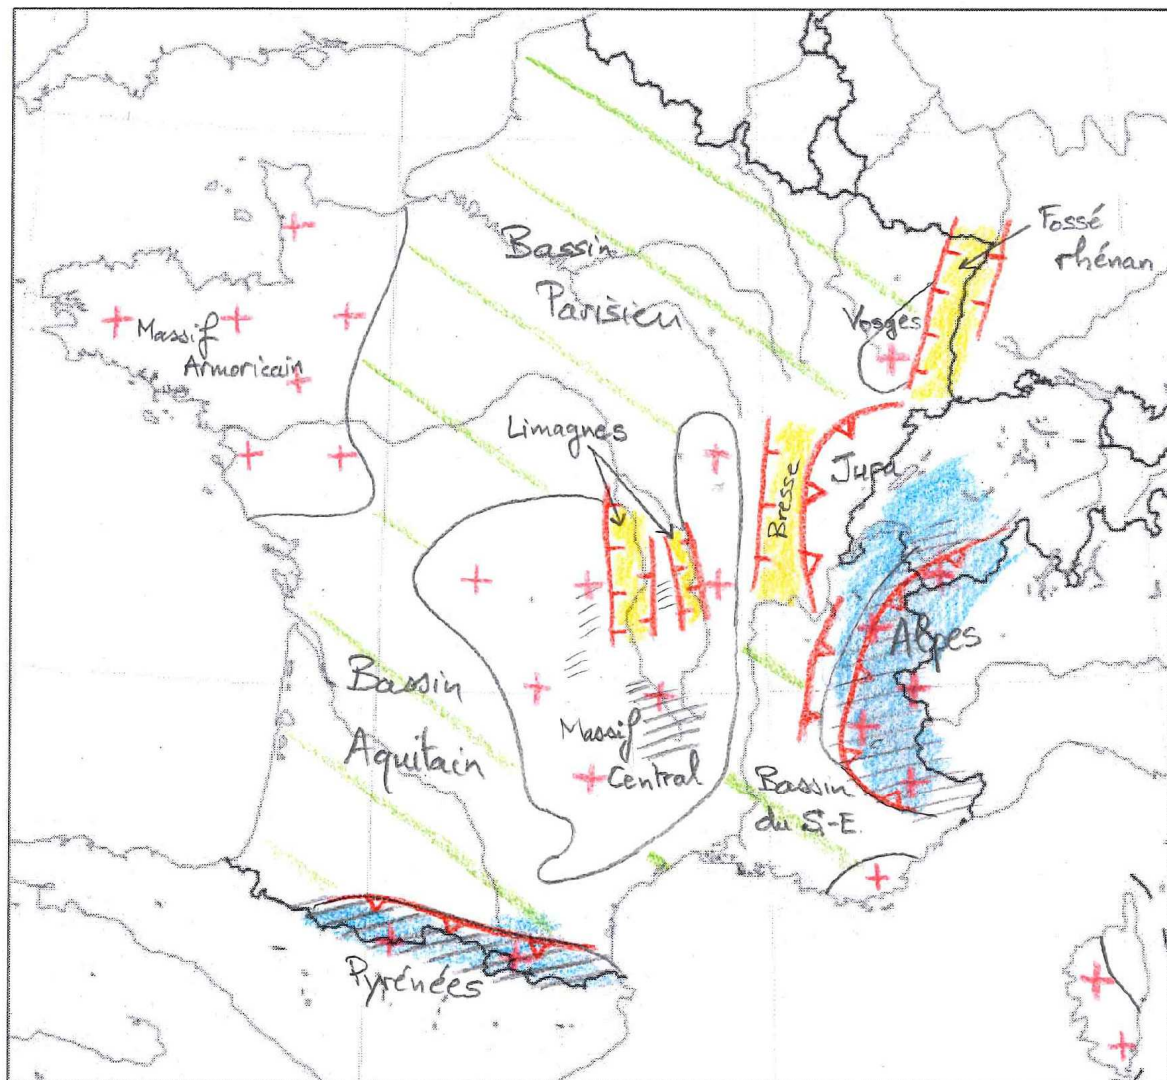 Fossé
rhénan
Bassin
Parisien
Vosges
Massif
Armoricain
Limagnes
Jura
Bresse
Alpes
Bassin
Aquitain
Massif
Central
Bassin
du S-E.
Pyrénées